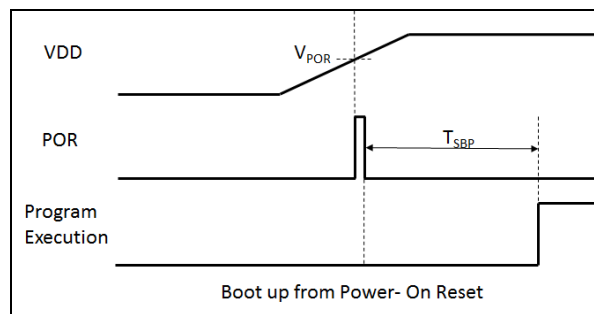 VDD
VPOR
POR
TSBP
Program
Execution
Boot up from Power- On Reset